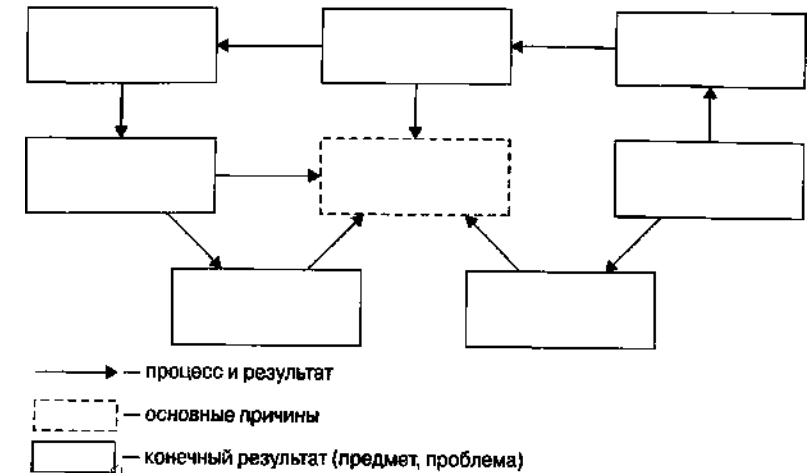 — процесс и результат
— основные причины
— конечный результат (предмет, проблема)